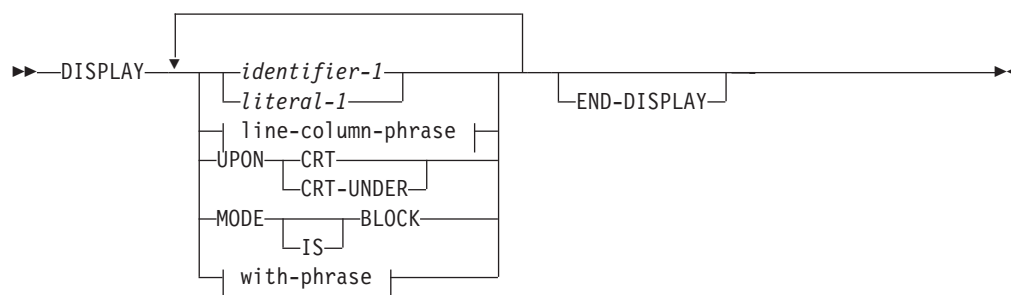 DISPLAY identifier-1
literal-1 END-DISPLAY
line-column-phrase
UPON CRT
CRT-UNDER
MODE BLOCK
IS
with-phrase